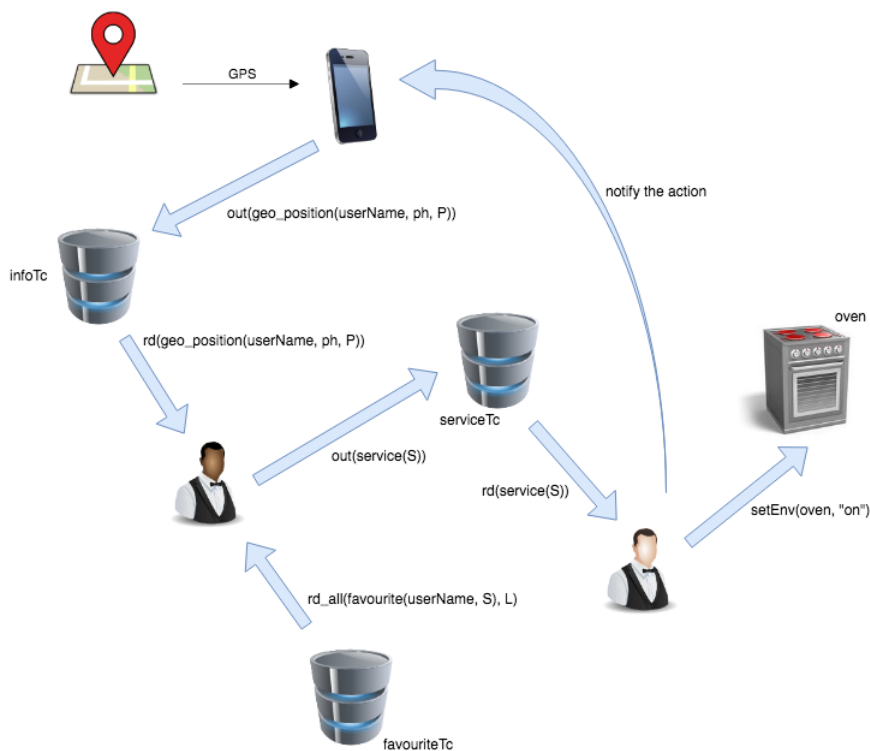 GPS
notify the action
out(geo_position(userName, ph, P))
infoTc
oven
rd(geo_position(userName, ph, P))
serviceTc
out(service(S))
rd(service(S))
setEnv(oven, "on")
rd_all(favourite(userName, S), L)
favouriteTc